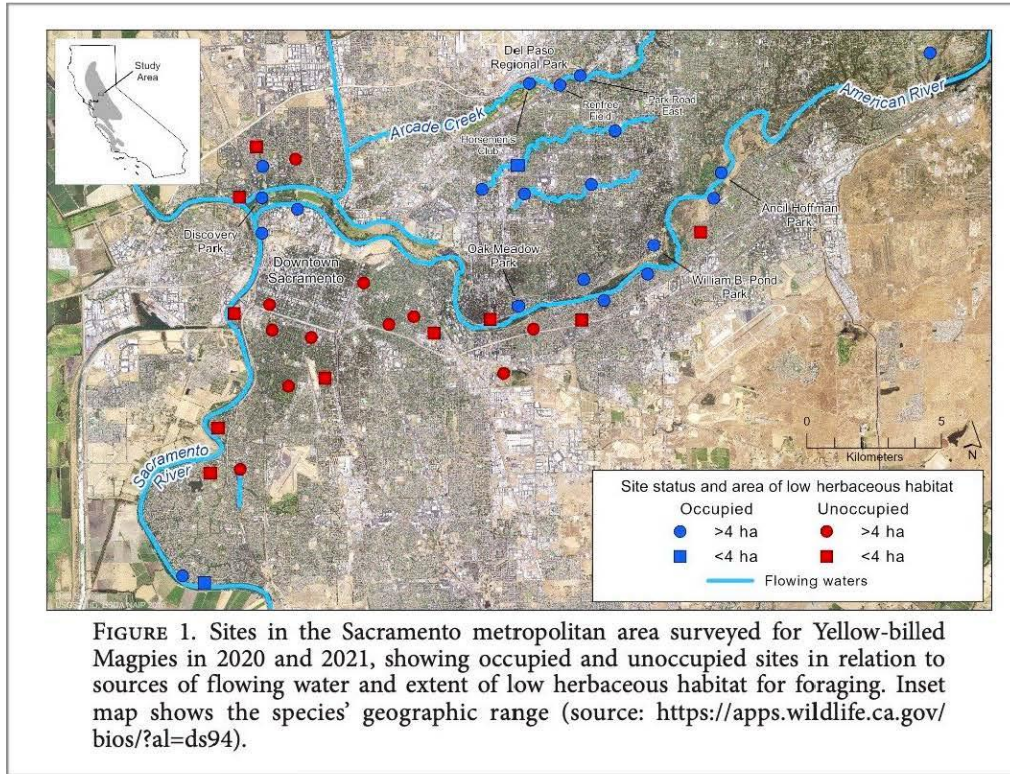 Study
Area
Del Paso
Regional Park
American River
Arcade Creek
Renfree
Field
Park Road
East
Horsemen's
Club
Discovery
Park
Downtown
Sacramento
Oak Meadow
Park
Ancil Hoffman
Park
William B. Pond
Park
Sacramento
River
0 5
Kilometers
N
Site status and area of low herbaceous habitat
Occupied Unoccupied
>4 ha >4 ha
<4 ha <4 ha
Flowing waters
FIGURE 1. Sites in the Sacramento metropolitan area surveyed for Yellow-billed
Magpies in 2020 and 2021, showing occupied and unoccupied sites in relation to
sources of flowing water and extent of low herbaceous habitat for foraging. Inset
map shows the species' geographic range (source: https://apps.wildlife.ca.gov/
bios/?al=ds94).